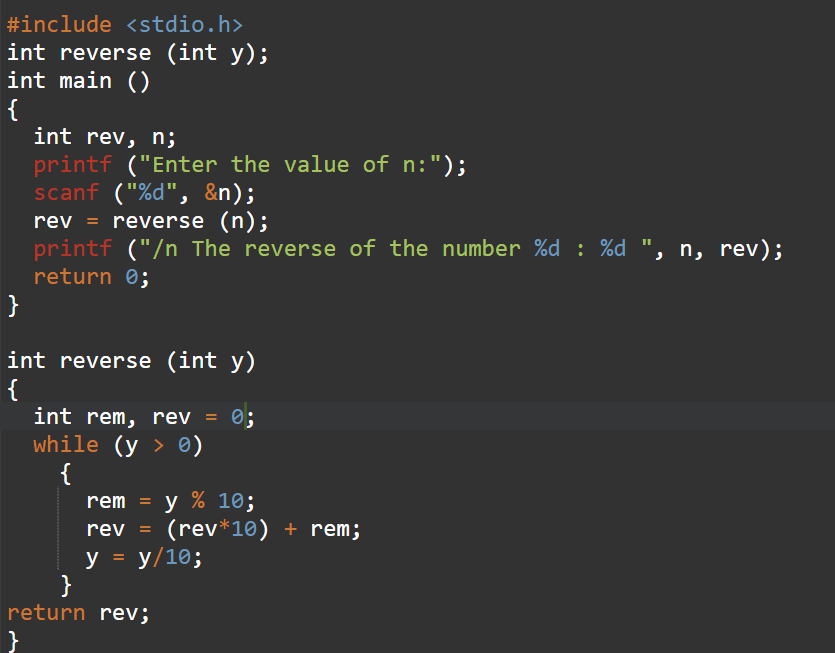 #include <stdio.h>
int reverse (int y);
int main ()
{
  int rev, n;
  printf ("Enter the value of n:");
  scanf ("%d", &n);
  rev = reverse (n);
  printf ("/n The reverse of the number %d : %d ", n, rev);
  return 0;
}

int reverse (int y)
{
  int rem, rev = 0;
  while (y > 0)
    {
      rem = y % 10;
      rev = (rev*10) + rem;
      y = y/10;
    }
return rev;
}